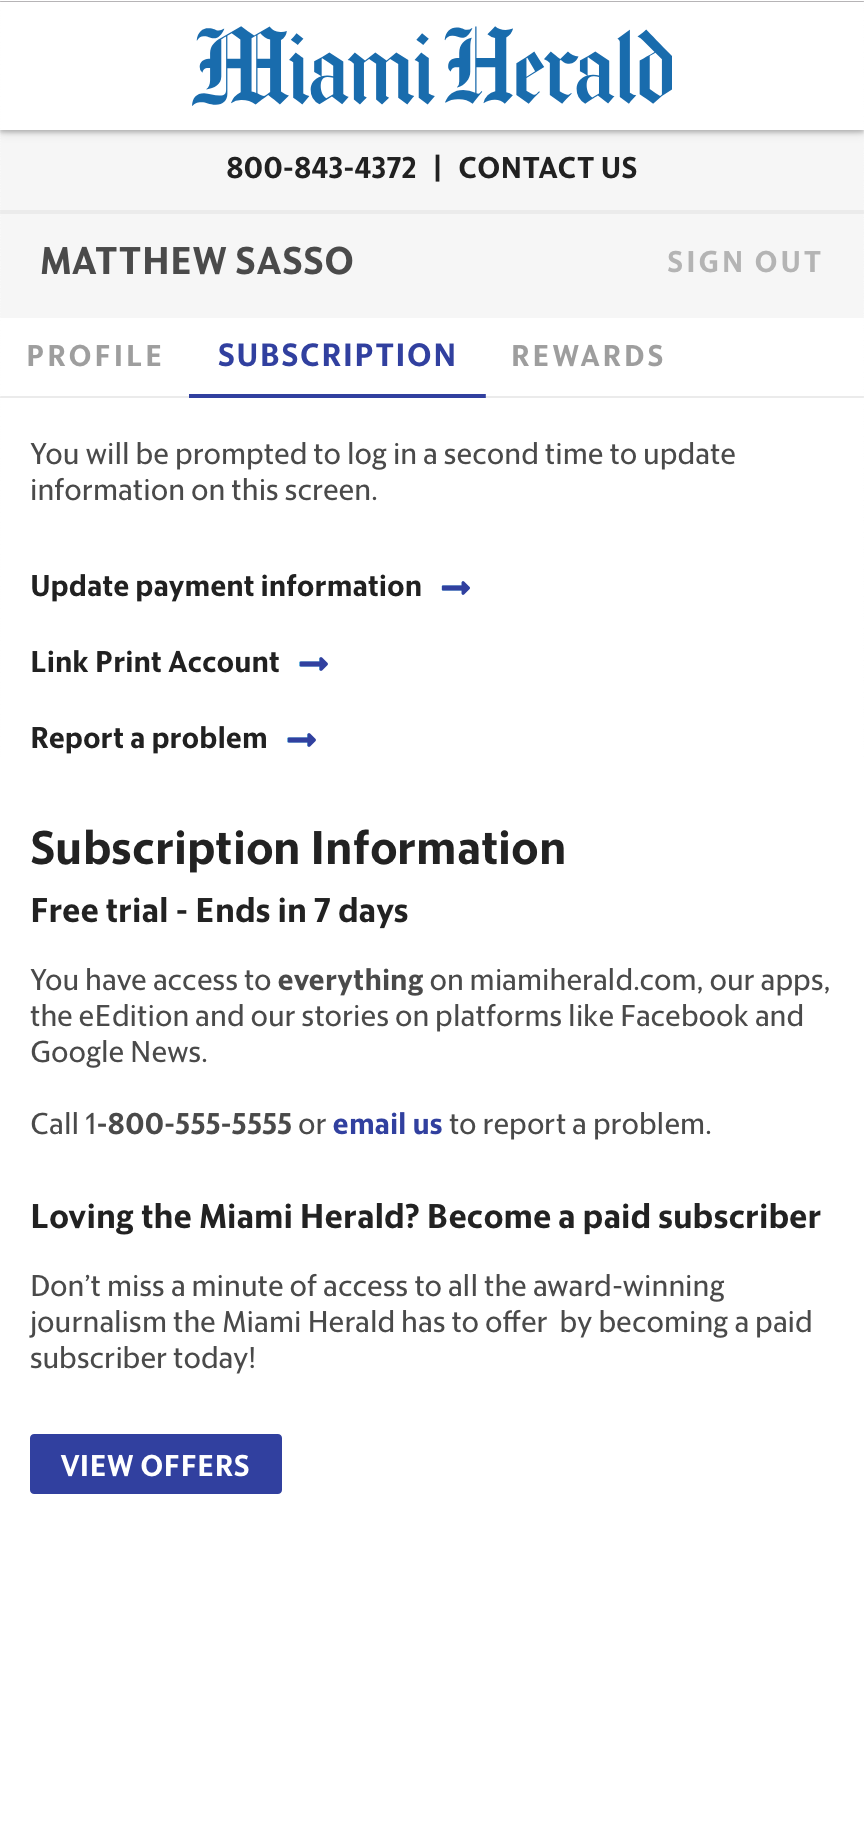 Miami Herald
800-843-4372 | CONTACT US
MATTHEW SASSO SIGN OUT
PROFILE SUBSCRIPTION REWARDS
You will be prompted to log in a second time to update
information on this screen.
Update payment information →
Link Print Account →
Report a problem →
Subscription Information
Free trial - Ends in 7 days
You have access to everything on miamiherald.com, our apps,
the eEdition and our stories on platforms like Facebook and
Google News.
Call 1-800-555-5555 or email us to report a problem.
Loving the Miami Herald? Become a paid subscriber
Don’t miss a minute of access to all the award-winning
journalism the Miami Herald has to offer  by becoming a paid
subscriber today!
VIEW OFFERS